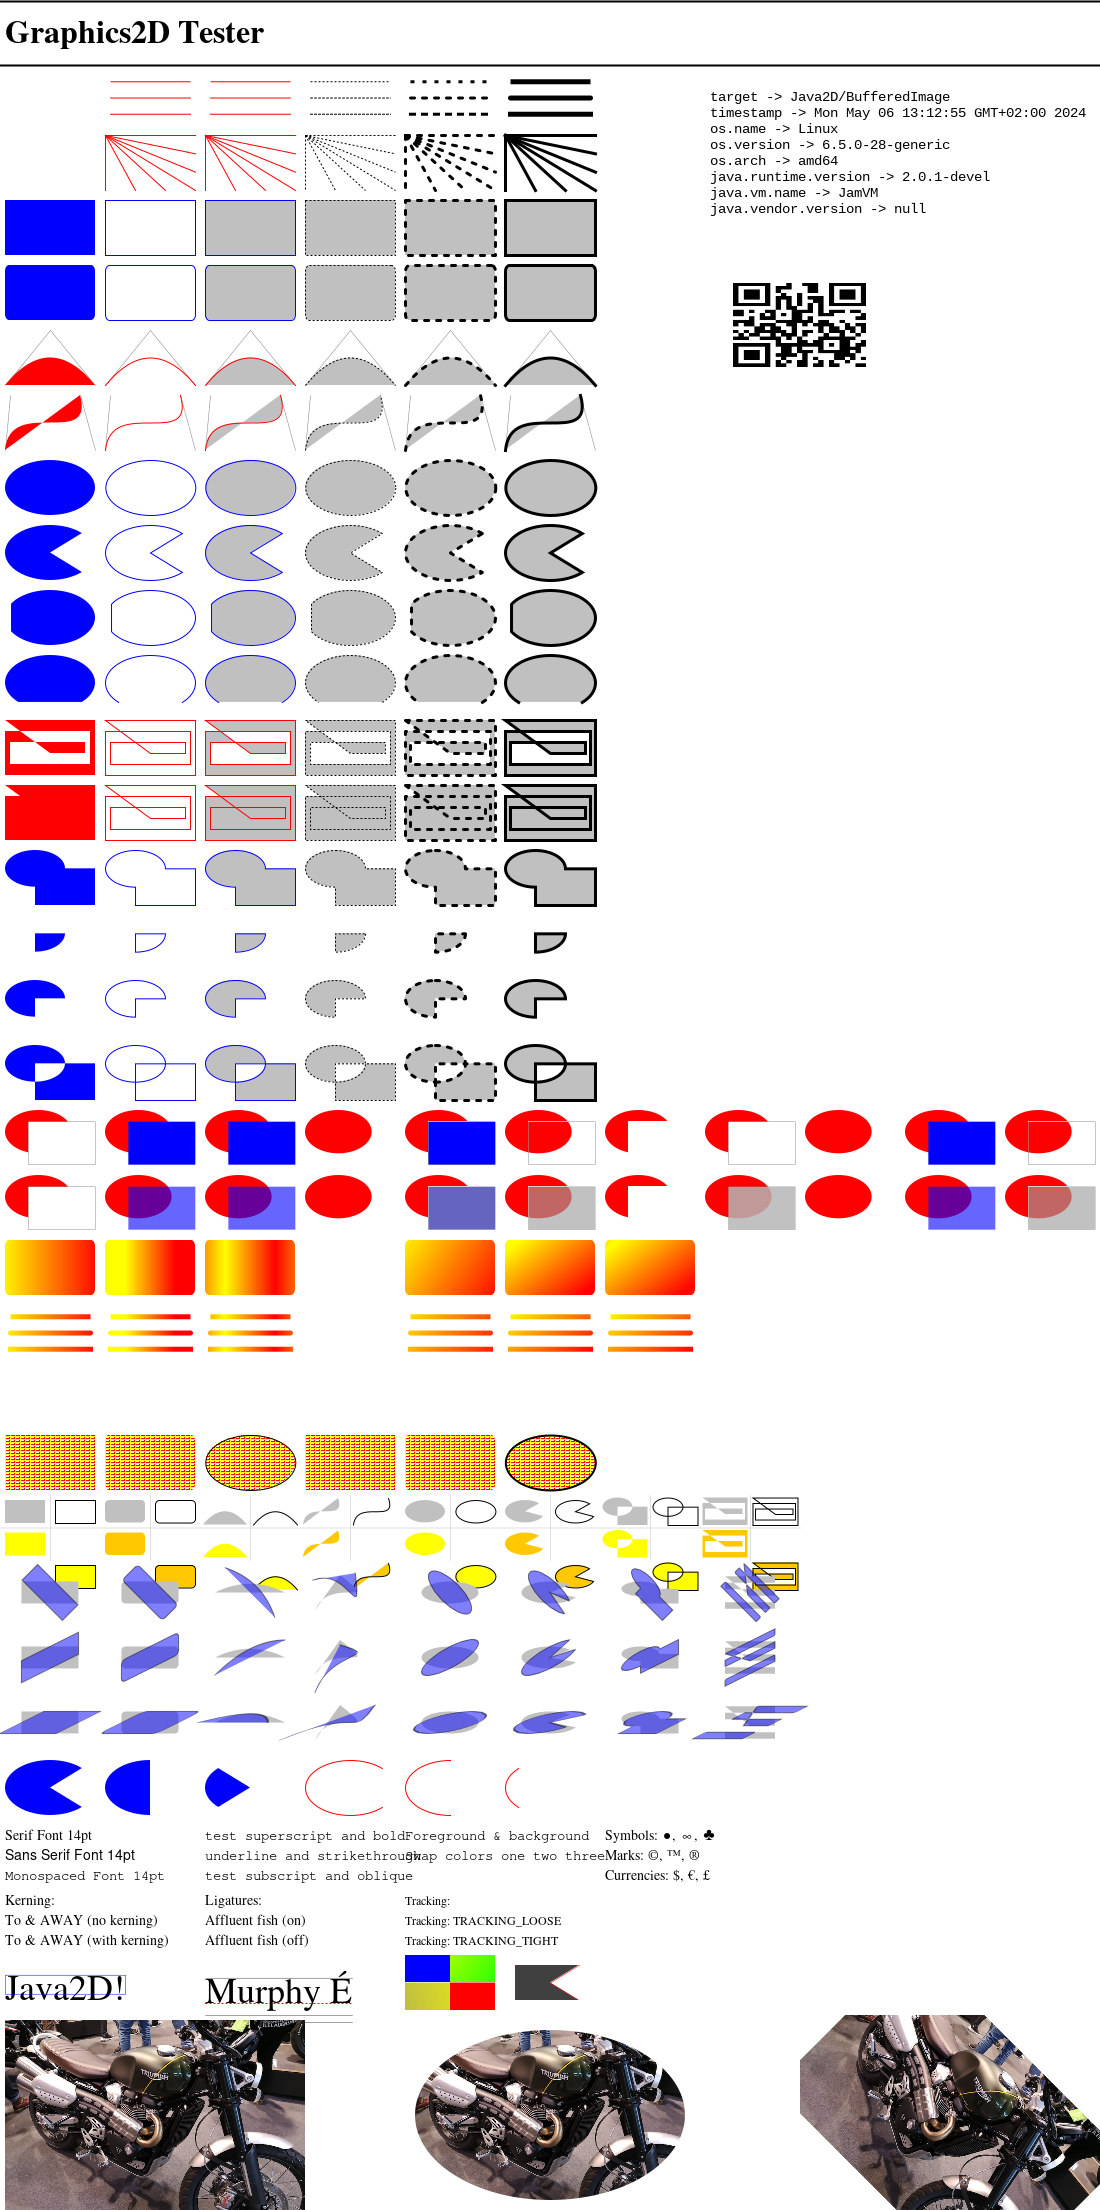 Graphics2D Tester
target -> Java2D/BufferedImage
timestamp -> Mon May 06 13:12:55 GMT+02:00 2024
os.name -> Linux
os.version -> 6.5.0-28-generic
os.arch -> amd64
java.runtime.version -> 2.0.1-devel
java.vm.name -> JamVM
java.vendor.version -> null
Serif Font 14pt
Sans Serif Font 14pt
Monospaced Font 14pt
test superscript and bold
underline and strikethrough
test subscript and oblique
Foreground & background
Swap colors one two three
Symbols: ●, ∞, ♣
Marks: ©, ™, ®
Currencies: $, €, £
Kerning:
To & AWAY (no kerning)
To & AWAY (with kerning)
Ligatures:
Affluent fish (on)
Affluent fish (off)
Tracking:
Tracking: TRACKING_LOOSE
Tracking: TRACKING_TIGHT
Java2D!
Murphy É
TRIUMPH
TRIUMPH
TRIUMPH